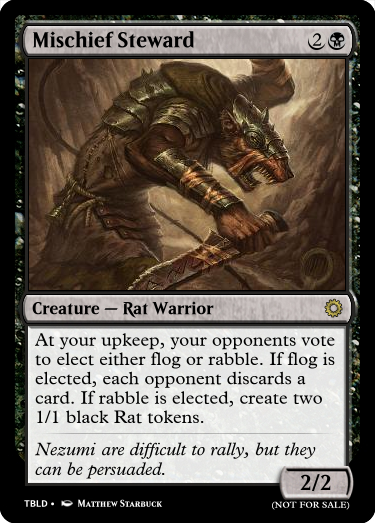 Mischief Steward 2
Creature — Rat Warrior
At your upkeep, your opponents vote
to elect either flog or rabble. If flog is
elected, each opponent discards a
card. If rabble is elected, create two
1/1 black Rat tokens.
Nezumi are difficult to rally, but they
can be persuaded.
2/2
TBLD • Matthew Starbuck
(NOT FOR SALE)